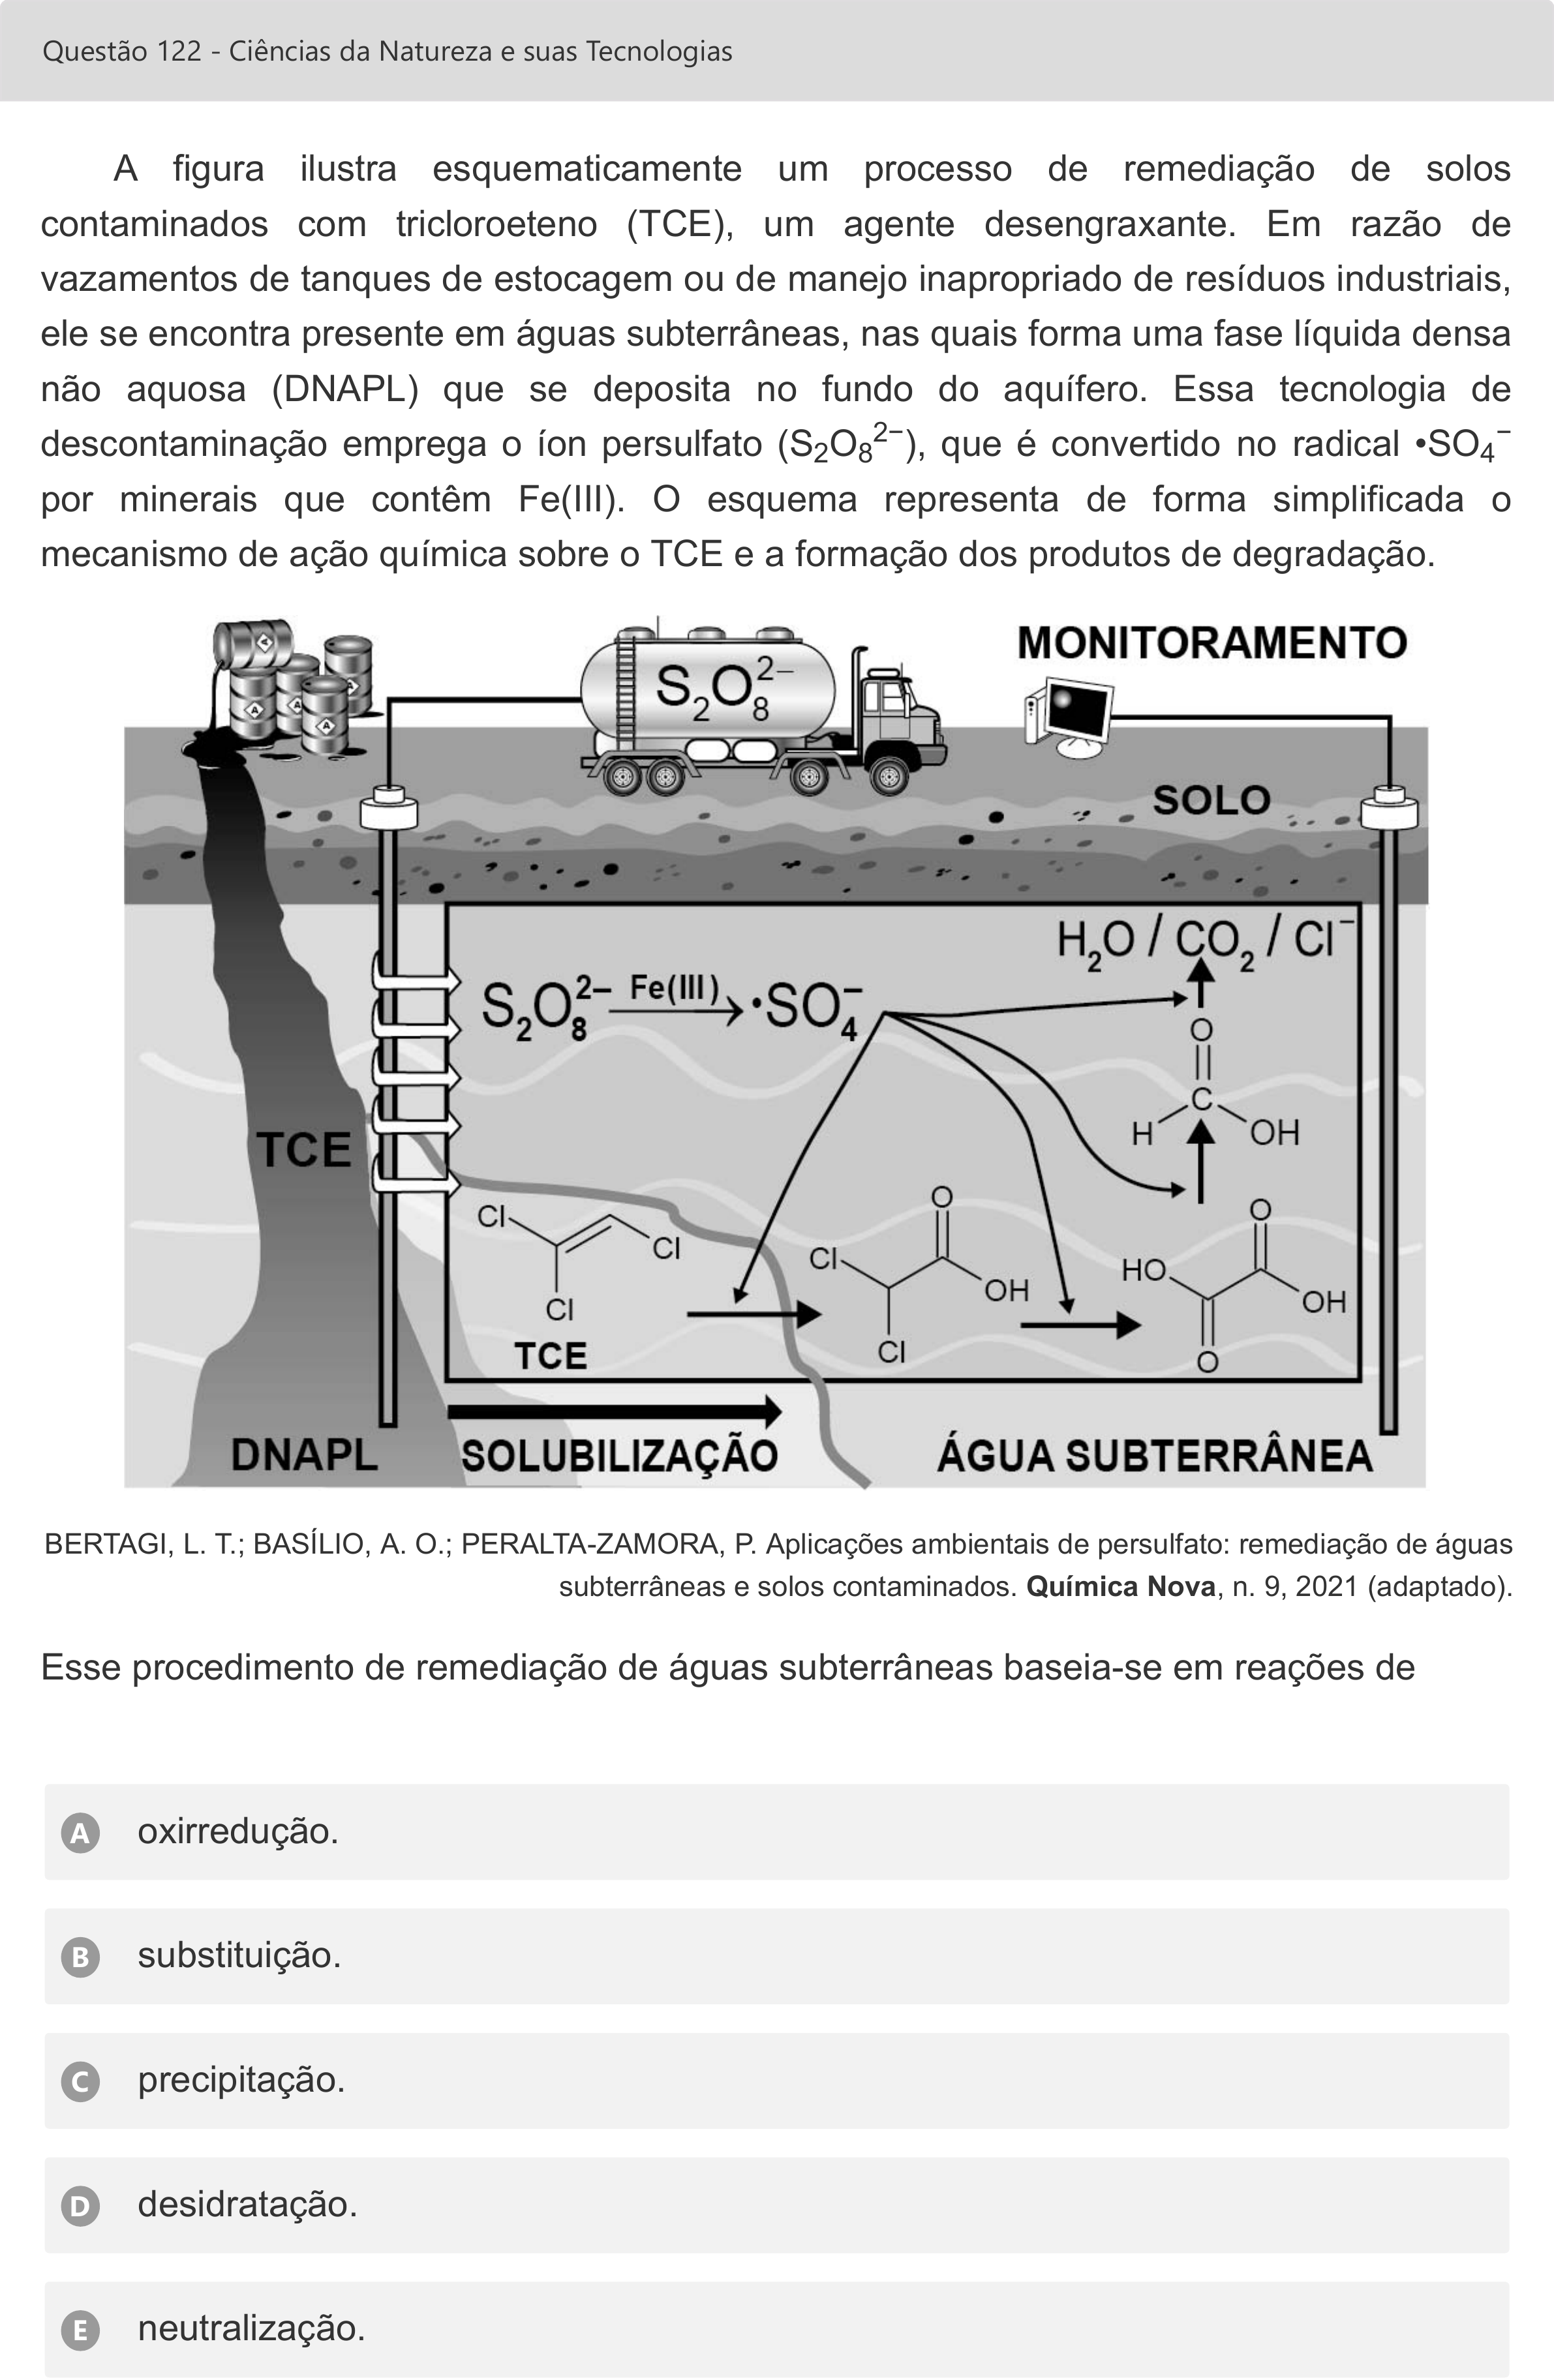 Questão 122 - Ciências da Natureza e suas Tecnologias
A figura ilustra esquematicamente um processo de remediação de solos
contaminados com tricloroeteno (TCE), um agente desengraxante. Em razão de
vazamentos de tanques de estocagem ou de manejo inapropriado de resíduos industriais,
ele se encontra presente em águas subterrâneas, nas quais forma uma fase líquida densa
não aquosa (DNAPL) que se deposita no fundo do aquífero. Essa tecnologia de
descontaminação emprega o íon persulfato (S₂O₈²⁻), que é convertido no radical •SO₄⁻
por minerais que contêm Fe(III). O esquema representa de forma simplificada o
mecanismo de ação química sobre o TCE e a formação dos produtos de degradação.
MONITORAMENTO
S₂O₈²⁻
A
A
A
A
A
SOLO
H₂O / CO₂ / Cl⁻
S₂O₈²⁻ Fe(III) → •SO₄⁻
O
C
H
OH
TCE
Cl
Cl
Cl
TCE
O
Cl
OH
Cl
O
HO
OH
O
DNAPL
SOLUBILIZAÇÃO
ÁGUA SUBTERRÂNEA
BERTAGI, L. T.; BASÍLIO, A. O.; PERALTA-ZAMORA, P. Aplicações ambientais de persulfato: remediação de águas
subterrâneas e solos contaminados. Química Nova, n. 9, 2021 (adaptado).
Esse procedimento de remediação de águas subterrâneas baseia-se em reações de
A oxirredução.
B substituição.
C precipitação.
D desidratação.
E neutralização.